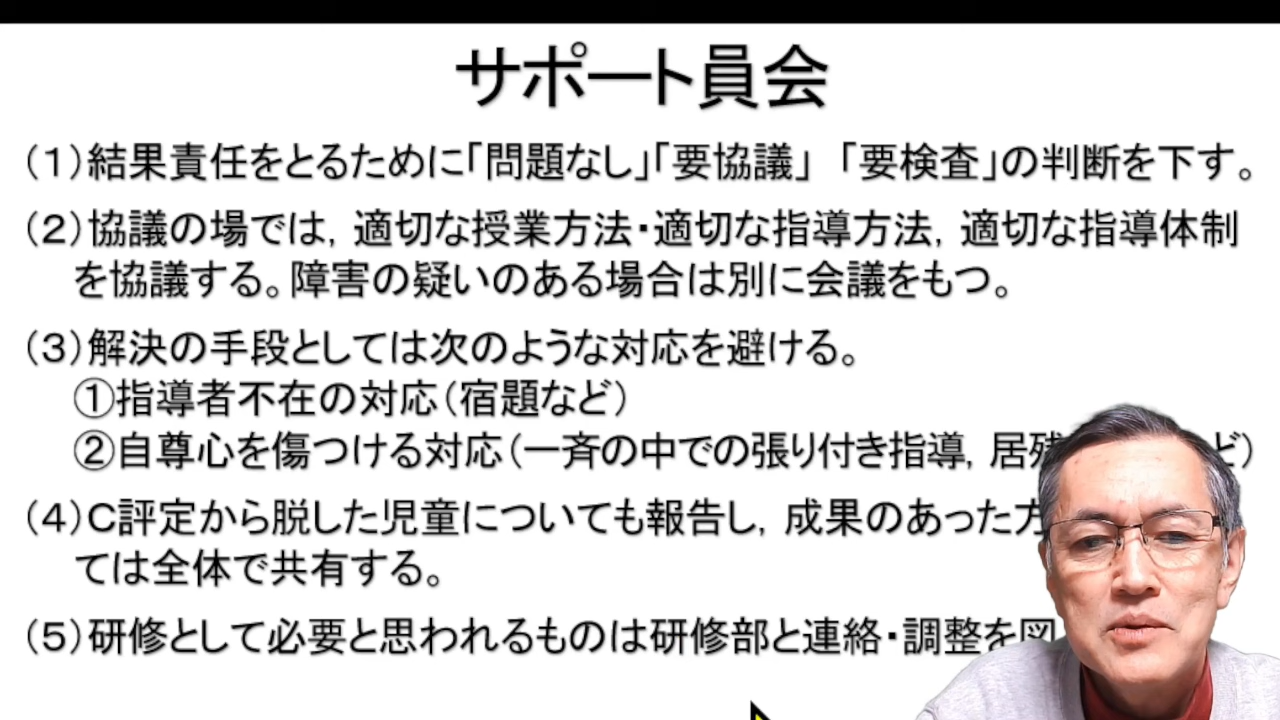 サポート員会
（１）結果責任をとるために「問題なし」「要協議」 「要検査」の判断を下す。
（２）協議の場では，適切な授業方法・適切な指導方法，適切な指導体制
を協議する。障害の疑いのある場合は別に会議をもつ。
（３）解決の手段としては次のような対応を避ける。
①指導者不在の対応（宿題など）
②自尊心を傷つける対応（一斉の中での張り付き指導，居残 ど）
（４）Ｃ評定から脱した児童についても報告し，成果のあった方
ては全体で共有する。
（５）研修として必要と思われるものは研修部と連絡・調整を図